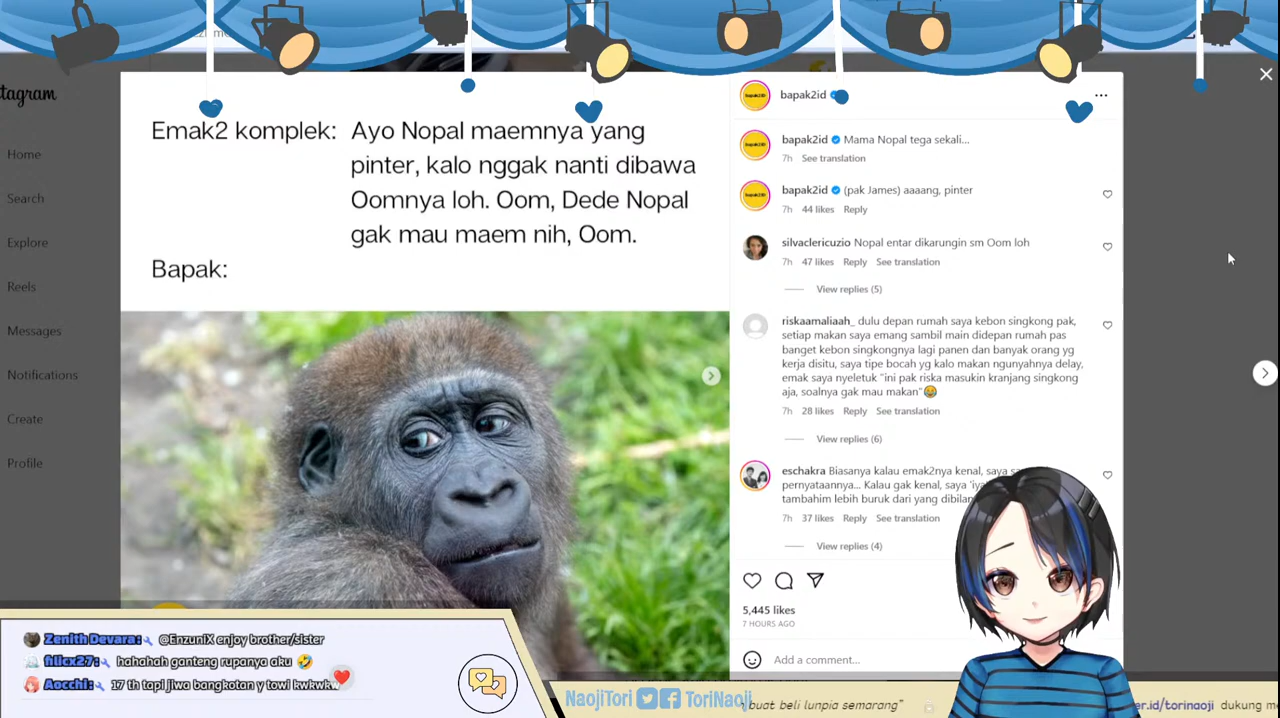 tagram
Home
Search
Explore
Reels
Messages
Notifications
Create
Profile
Emak2 komplek: Ayo Nopal maemnya yang
pinter, kalo nggak nanti dibawa
Oomnya loh. Oom, Dede Nopal
gak mau maem nih, Oom.
Bapak:
bapak2id
bapak2id Mama Nopal tega sekali...
7h See translation
bapak2id (pak James) aaaang, pinter
7h 44 likes Reply
silvaclericuzio Nopal entar dikarungin sm Oom loh
7h 47 likes Reply See translation
View replies (5)
riskaamaliaah_ dulu depan rumah saya kebon singkong pak,
setiap makan saya emang sambil main didepan rumah pas
banget kebon singkongnya lagi panen dan banyak orang yg
kerja disitu, saya tipe bocah yg kalo makan ngunyahnya delay,
emak saya nyeletuk "ini pak riska masukin kranjang singkong
aja, soalnya gak mau makan"😂
7h 28 likes Reply See translation
View replies (6)
eschakra Biasanya kalau emak2nya kenal, saya
pernyataannya... Kalau gak kenal, saya
tambahim lebih buruk dari yang
7h 37 likes Reply See translation
View replies (4)
5,445 likes
7 HOURS AGO
Add a comment...
Zenith Devara: @EnzuniX enjoy brother/sister
filicx27: hahahah ganteng rupanya aku 🤣
Aocchi: 17 th tapi jiwa bangkotan y towi kwkwkw
NaojiTori ToriNaoji
buat beli lunpia semarang"
er.id/torinaoji dukung